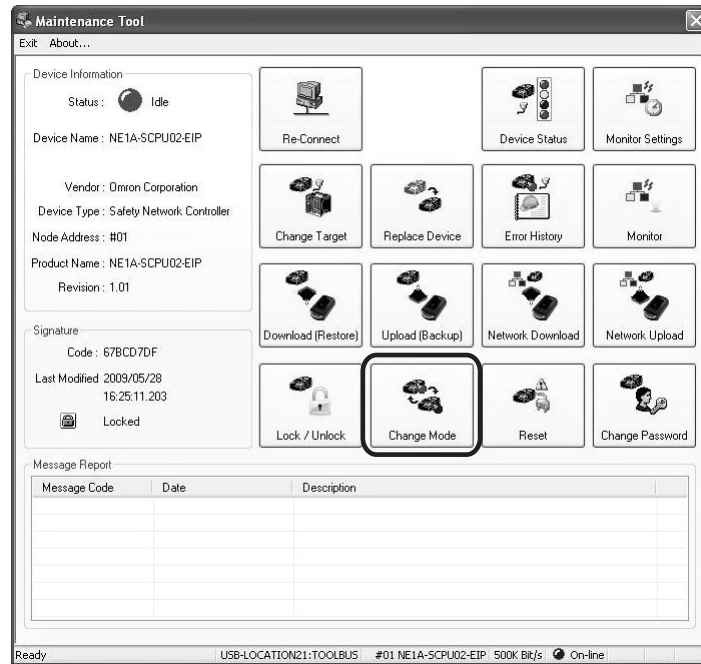 Maintenance Tool
Exit About...
Device Information
Status : Idle
Device Name : NE1A-SCPU02-EIP
Vendor : Omron Corporation
Device Type : Safety Network Controller
Node Address : #01
Product Name : NE1A-SCPU02-EIP
Revision : 1.01
Signature
Code : 67BCD7DF
Last Modified 2009/05/28
16:25:11.203
Locked
Re-Connect
Device Status
Monitor Settings
Change Target
Replace Device
Error History
Monitor
Download (Restore)
Upload (Backup)
Network Download
Network Upload
Lock / Unlock
Change Mode
Reset
Change Password
Message Report
Message Code Date Description
Ready USB-LOCATION21:TOOLBUS #01 NE1A-SCPU02-EIP 500K Bit/s On-line